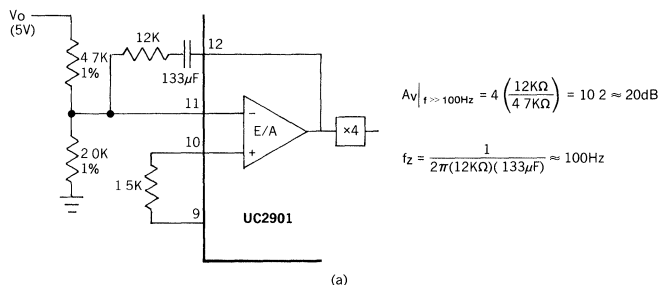 Vo
(5V)
4 7K
1%
12K
133μF
12
11
10
9
2 0K
1%
1 5K
−
E/A
+
×4
UC2901
Av|f >> 100Hz = 4 (12KΩ / 4 7KΩ) = 10 2 ≈ 20dB
fz = 1 / 2π(12KΩ)( 133μF) ≈ 100Hz
(a)